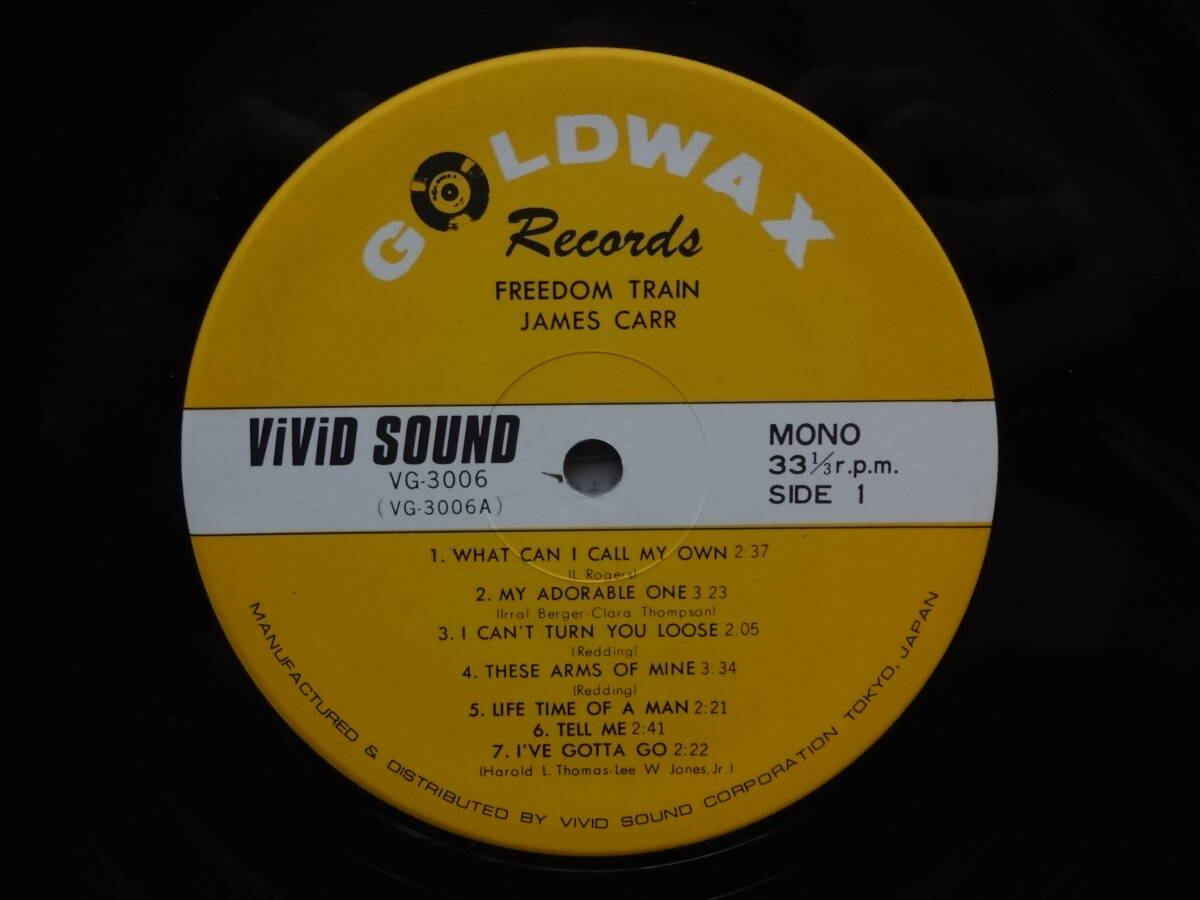 GOLDWAX
Records
FREEDOM TRAIN
JAMES CARR
ViViD SOUND
VG-3006
(VG-3006A)
MONO
33 1/3 r.p.m.
SIDE 1
1. WHAT CAN I CALL MY OWN 2:37
(L. Rogers)
2. MY ADORABLE ONE 3 23
(Irral Berger-Clara Thompson)
3. I CAN'T TURN YOU LOOSE 2.05
(Redding)
4. THESE ARMS OF MINE 3:34
(Redding)
5. LIFE TIME OF A MAN 2:21
6. TELL ME 2:41
7. I'VE GOTTA GO 2:22
(Harold L. Thomas-Lee W Jones, Jr.)
MANUFACTURED & DISTRIBUTED BY VIVID SOUND CORPORATION TOKYO, JAPAN